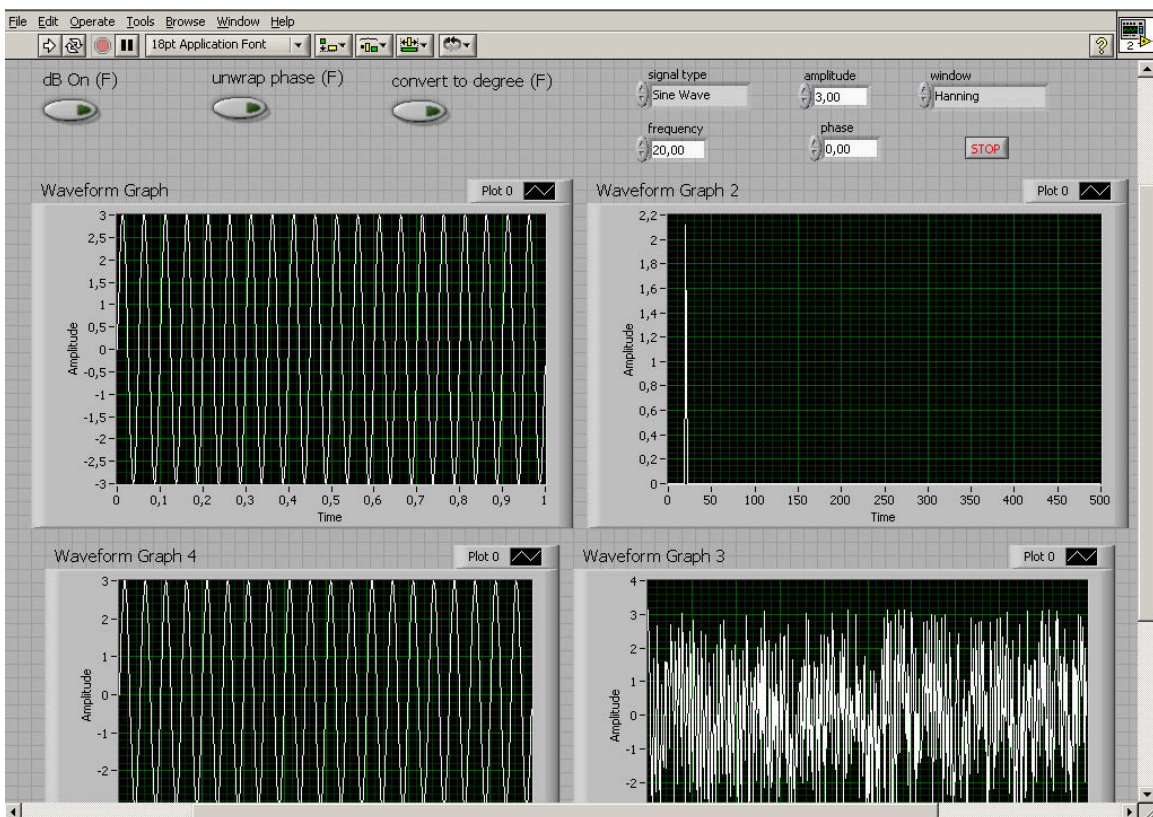 File Edit Operate Tools Browse Window Help
18pt Application Font
?
2
dB On (F)
unwrap phase (F)
convert to degree (F)
signal type
Sine Wave
amplitude
3,00
window
Hanning
frequency
20,00
phase
0,00
STOP
Waveform Graph
Plot 0
3
2,5
2
1,5
1
0,5
0
-0,5
-1
-1,5
-2
-2,5
-3
Amplitude
0 0,1 0,2 0,3 0,4 0,5 0,6 0,7 0,8 0,9 1
Time
Waveform Graph 2
Plot 0
2,2
2
1,8
1,6
1,4
1,2
1
0,8
0,6
0,4
0,2
0
Amplitude
0 50 100 150 200 250 300 350 400 450 500
Time
Waveform Graph 4
Plot 0
3
2
1
0
-1
-2
Amplitude
Waveform Graph 3
Plot 0
4
3
2
1
0
-1
-2
Amplitude